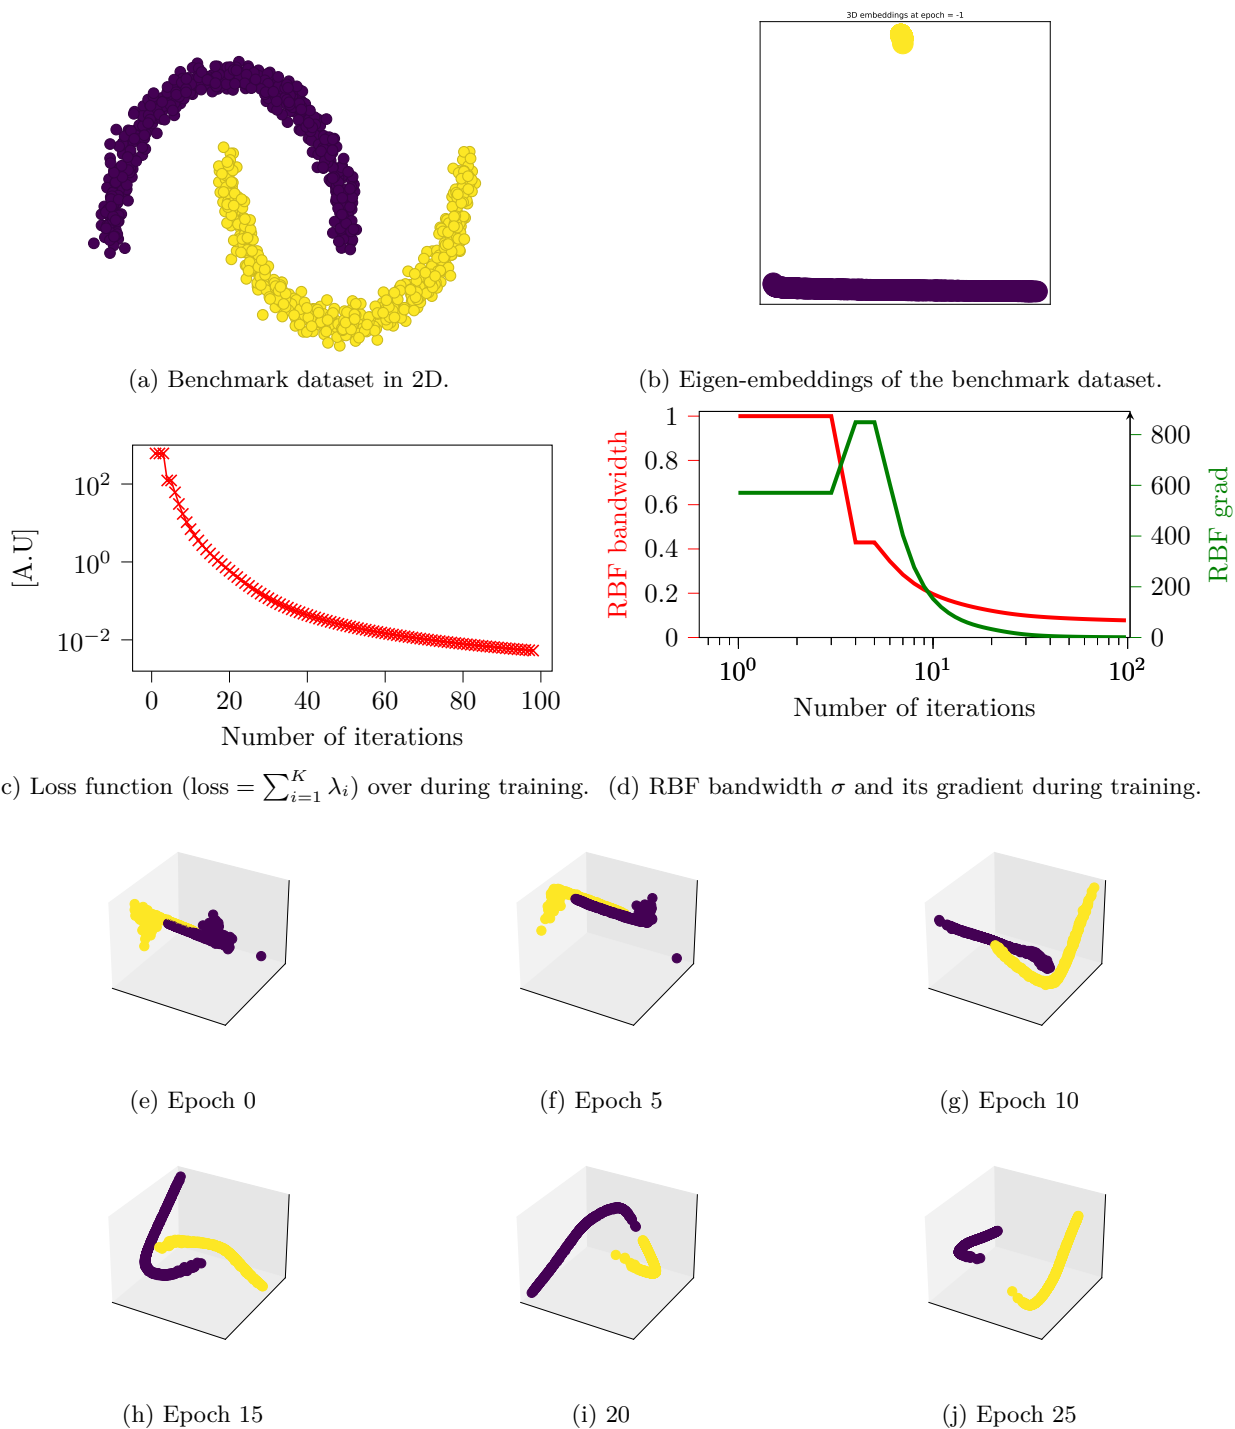 3D embeddings at epoch = -1
(a) Benchmark dataset in 2D.
(b) Eigen-embeddings of the benchmark dataset.
[A.U]
10^2
10^0
10^{-2}
0 20 40 60 80 100
Number of iterations
RBF bandwidth
1
0.8
0.6
0.4
0.2
0
RBF grad
800
600
400
200
0
10^0 10^1 10^2
Number of iterations
c) Loss function (loss = \sum_{i=1}^{K} λ_i) over during training.
(d) RBF bandwidth σ and its gradient during training.
(e) Epoch 0
(f) Epoch 5
(g) Epoch 10
(h) Epoch 15
(i) 20
(j) Epoch 25